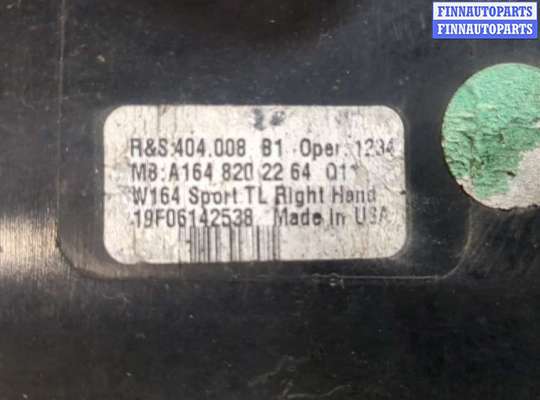 FINNAUTOPARTS
FINNAUTOPARTS
R&S:404.008 B1 Oper. 1234
MB:A164 820 22 64 Q1*
W164 Sport TL Right Hand
19F06142538 Made In USA